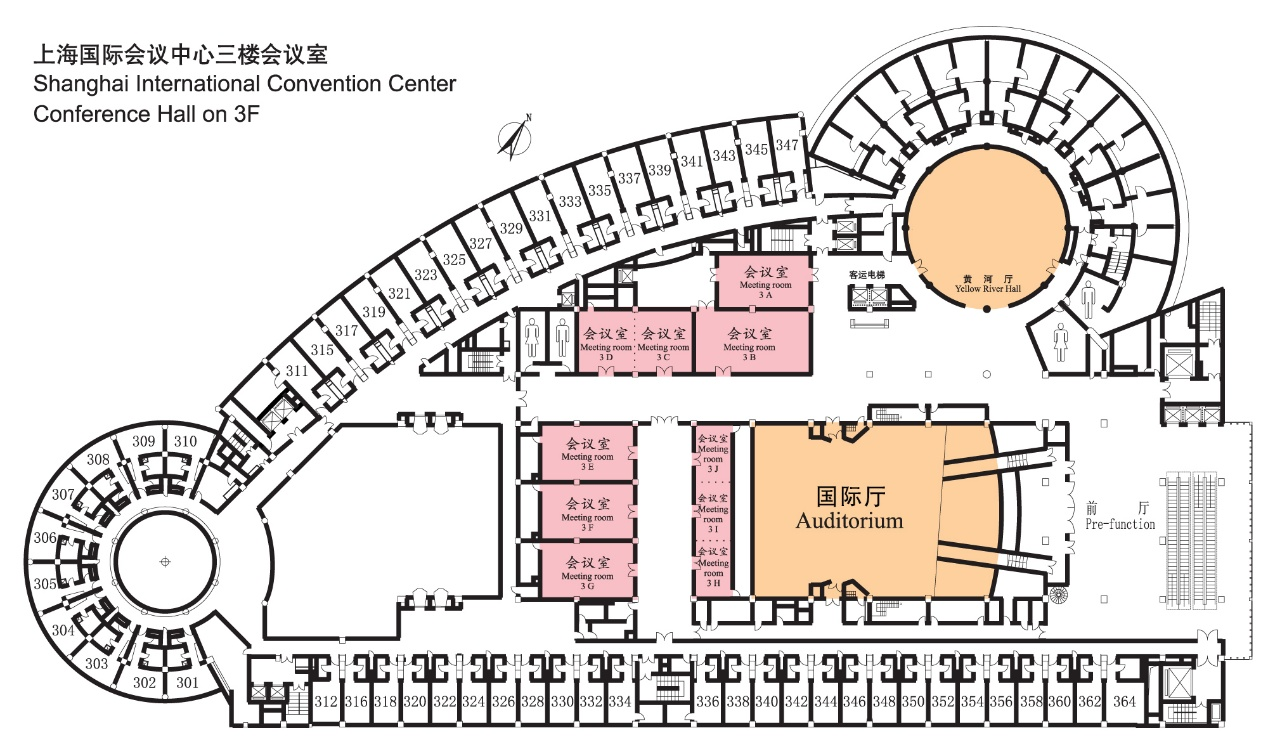 上海国际会议中心三楼会议室
Shanghai International Convention Center
Conference Hall on 3F
N
347
345
343
341
339
337
335
333
331
329
327
325
323
321
319
317
315
311
310
309
308
307
306
305
304
303
302
301
会议室
Meeting room
3 A
会议室
Meeting room
3 B
会议室
Meeting room
3 C
会议室
Meeting room
3 D
客运电梯
黄河厅
Yellow River Hall
会议室
Meeting room
3 E
会议室
Meeting room
3 F
会议室
Meeting room
3 G
会议室
Meeting
room
3 J
会议室
Meeting
room
3 I
会议室
Meeting
room
3 H
国际厅
Auditorium
前厅
Pre-function
312
316
318
320
322
324
326
328
330
332
334
336
338
340
342
344
346
348
350
352
354
356
358
360
362
364